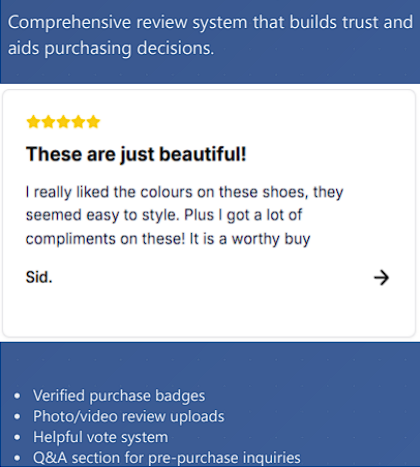 Comprehensive review system that builds trust and
aids purchasing decisions.
These are just beautiful!
I really liked the colours on these shoes, they
seemed easy to style. Plus I got a lot of
compliments on these! It is a worthy buy
Sid.
• Verified purchase badges
• Photo/video review uploads
• Helpful vote system
• Q&A section for pre-purchase inquiries